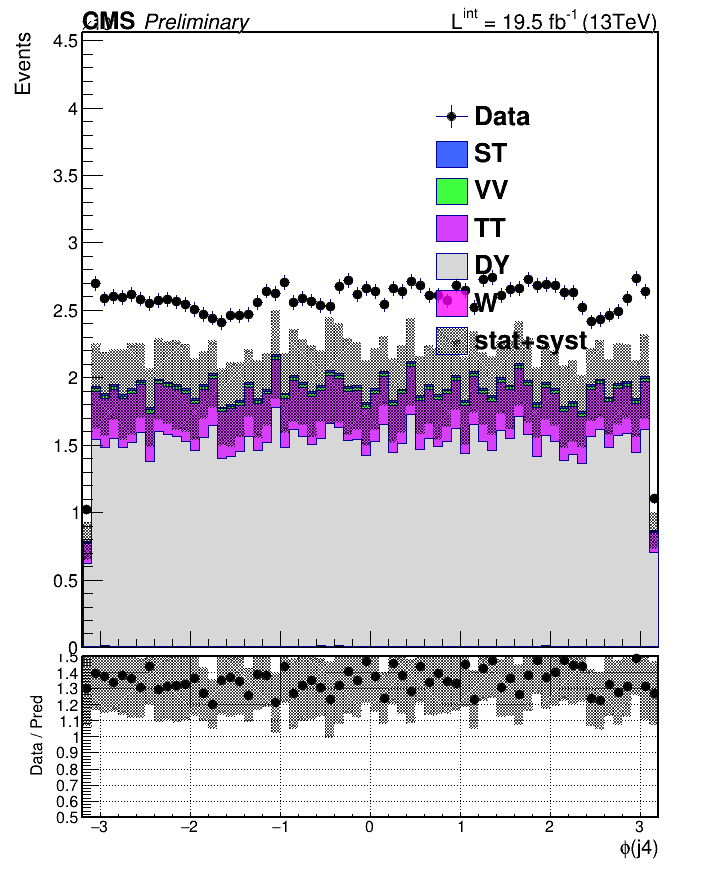 CMS Preliminary
L^int = 19.5 fb^-1 (13TeV)
Events
4.5
4
3.5
3
2.5
2
1.5
1
0.5
0
Data
ST
VV
TT
DY
W
stat+syst
Data / Pred
1.5
1.4
1.3
1.2
1.1
1
0.9
0.8
0.7
0.6
0.5
−3 −2 −1 0 1 2 3
ϕ(j4)